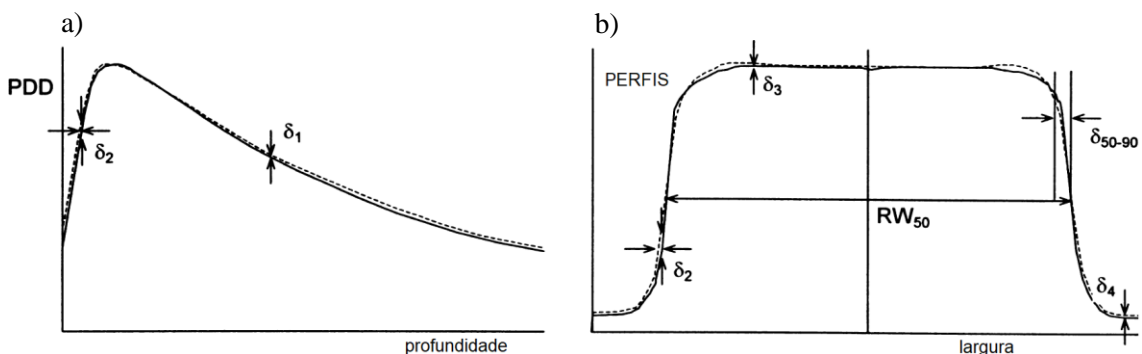 a)
PDD
δ1
δ2
profundidade
b)
PERFIS
δ3
δ50-90
RW50
δ2
δ4
largura